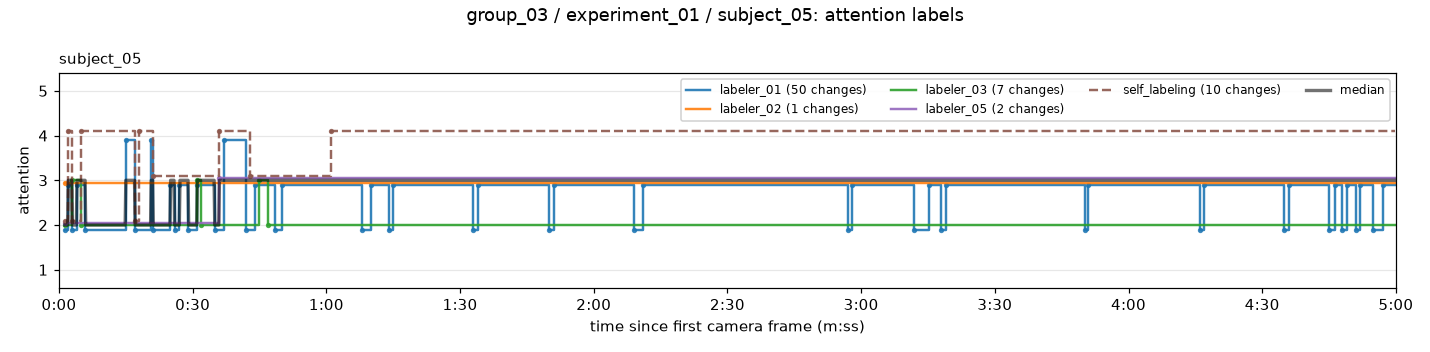 group_03 / experiment_01 / subject_05: attention labels
subject_05
labeler_01 (50 changes)
labeler_02 (1 changes)
labeler_03 (7 changes)
labeler_05 (2 changes)
self_labeling (10 changes)
median
attention
5
4
3
2
1
0:00 0:30 1:00 1:30 2:00 2:30 3:00 3:30 4:00 4:30 5:00
time since first camera frame (m:ss)